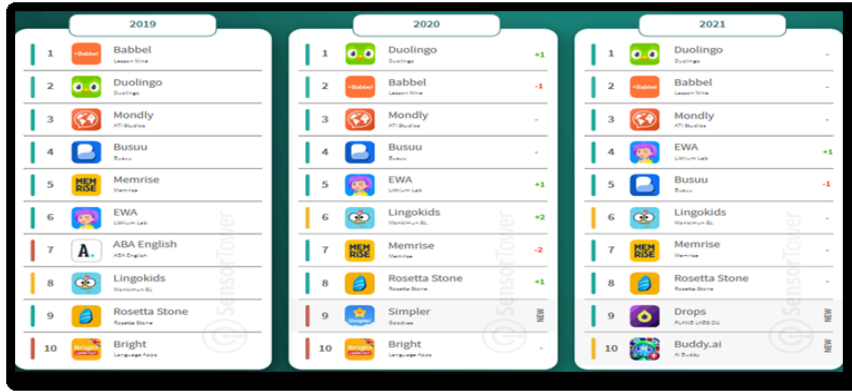 2019
1
Babbel
Lesson Nine
2
Duolingo
Duolingo
3
Mondly
ATi Studios
4
Busuu
Busuu
5
Memrise
Memrise
6
EWA
Lithium Lab
7
ABA English
ABA English
8
Lingokids
Monkimun SL
9
Rosetta Stone
Rosetta Stone
10
Bright
Language Apps
SensorTower
2020
1
Duolingo
Duolingo
+1
2
Babbel
Lesson Nine
-1
3
Mondly
ATi Studios
-
4
Busuu
Busuu
-
5
EWA
Lithium Lab
+1
6
Lingokids
Monkimun SL
+2
7
Memrise
Memrise
-2
8
Rosetta Stone
Rosetta Stone
+1
9
Simpler
NEW
10
Bright
Language Apps
-
SensorTower
2021
1
Duolingo
Duolingo
-
2
Babbel
Lesson Nine
-
3
Mondly
ATi Studios
-
4
EWA
Lithium Lab
+1
5
Busuu
Busuu
-1
6
Lingokids
Monkimun SL
-
7
Memrise
Memrise
-
8
Rosetta Stone
Rosetta Stone
-
9
Drops
PLANB LABS OU
NEW
10
Buddy.ai
AI Buddy
NEW
SensorTower